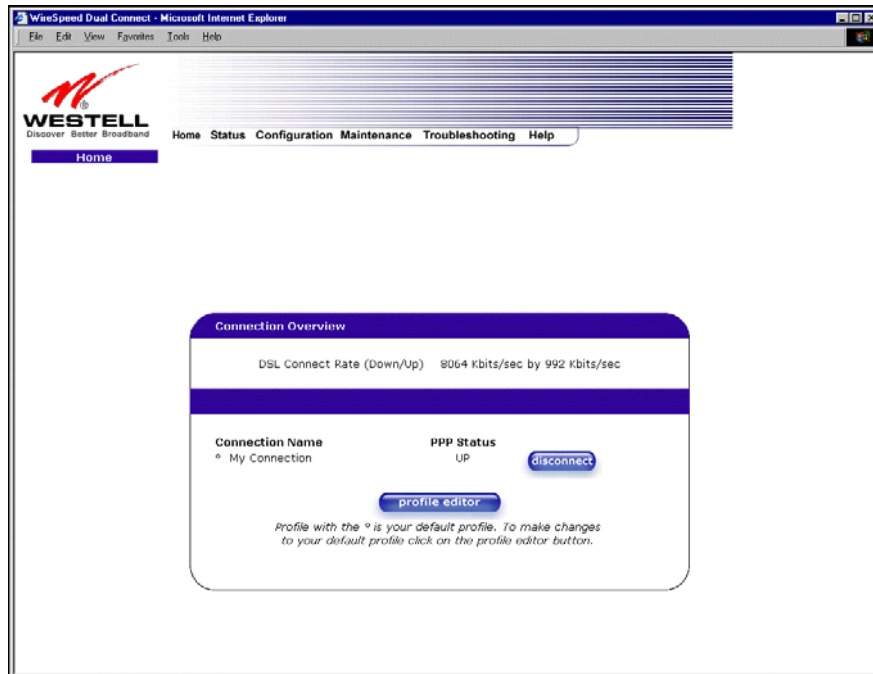 WireSpeed Dual Connect - Microsoft Internet Explorer
File Edit View Favorites Tools Help
WESTELL®
Discover Better Broadband
Home Status Configuration Maintenance Troubleshooting Help
Home
Connection Overview
DSL Connect Rate (Down/Up) 8064 Kbits/sec by 992 Kbits/sec
Connection Name PPP Status
° My Connection UP disconnect
profile editor
Profile with the ° is your default profile. To make changes
to your default profile click on the profile editor button.